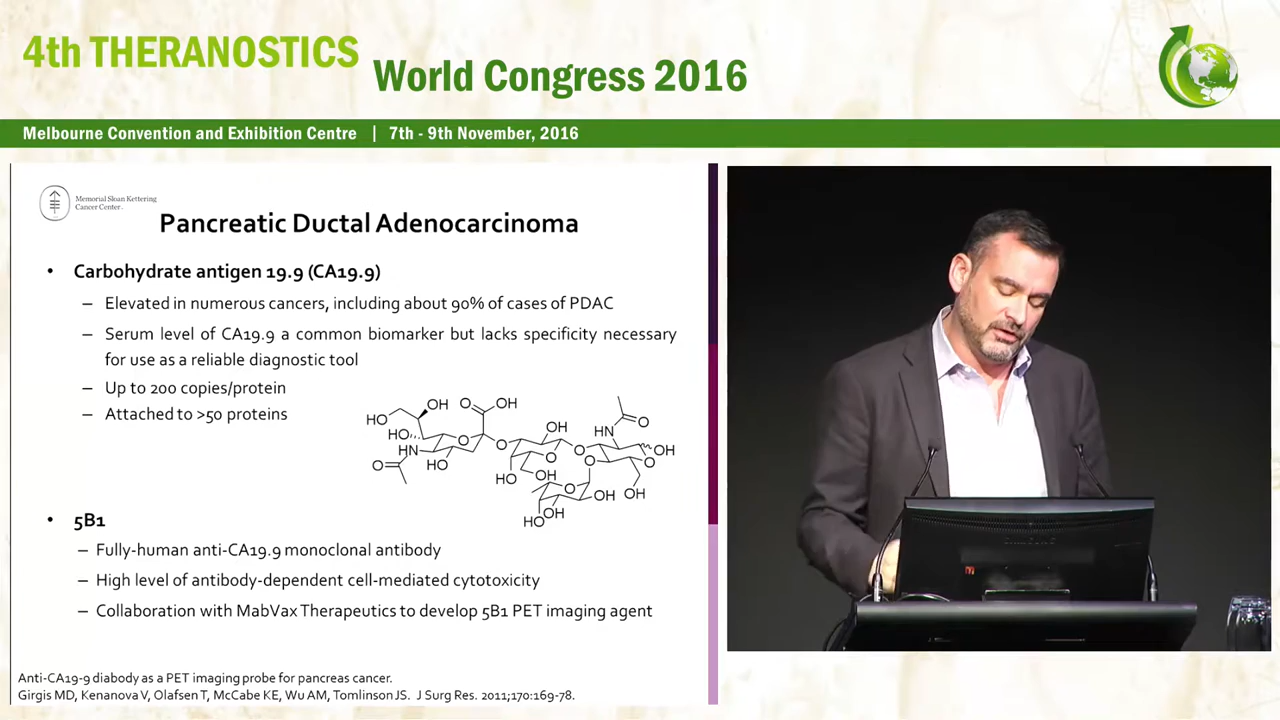 4th THERANOSTICS
World Congress 2016
Melbourne Convention and Exhibition Centre | 7th - 9th November, 2016
Memorial Sloan Kettering
Cancer Center
Pancreatic Ductal Adenocarcinoma
• Carbohydrate antigen 19.9 (CA19.9)
– Elevated in numerous cancers, including about 90% of cases of PDAC
– Serum level of CA19.9 a common biomarker but lacks specificity necessary
for use as a reliable diagnostic tool
– Up to 200 copies/protein
– Attached to >50 proteins
OH O OH
HO
HO O O OH O HN O
HN HO O O OH
O HO OH O O
O OH OH
HO OH
• 5B1
– Fully-human anti-CA19.9 monoclonal antibody
– High level of antibody-dependent cell-mediated cytotoxicity
– Collaboration with MabVax Therapeutics to develop 5B1 PET imaging agent
Anti-CA19-9 diabody as a PET imaging probe for pancreas cancer.
Girgis MD, Kenanova V, Olafsen T, McCabe KE, Wu AM, Tomlinson JS. J Surg Res. 2011;170:169-78.
SAMSUNG